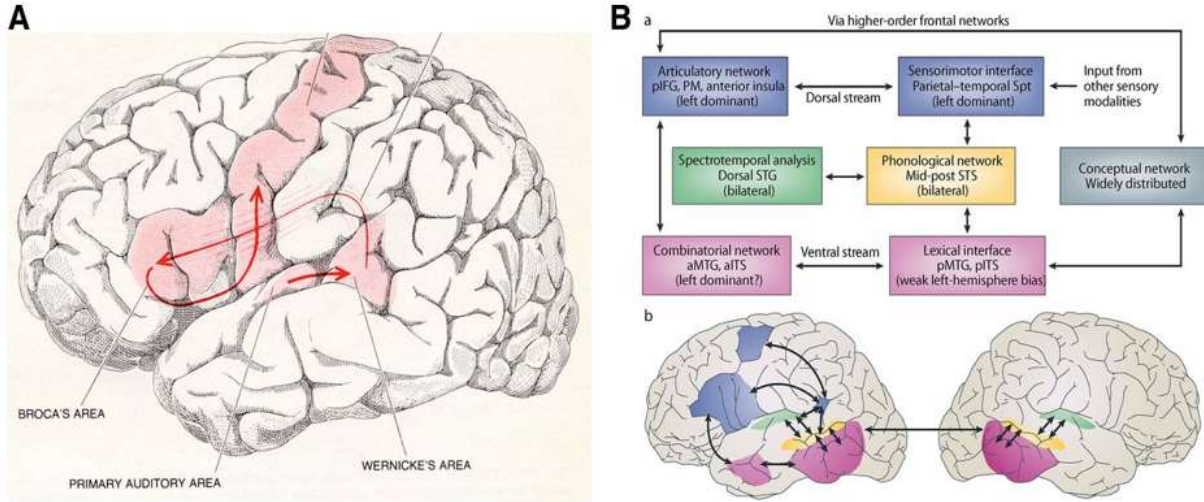 A
BROCA'S AREA
PRIMARY AUDITORY AREA
WERNICKE'S AREA
B
a
Via higher-order frontal networks
Articulatory network
pIFG, PM, anterior insula
(left dominant)
Dorsal stream
Sensorimotor interface
Parietal–temporal Spt
(left dominant)
Input from
other sensory
modalities
Spectrotemporal analysis
Dorsal STG
(bilateral)
Phonological network
Mid-post STS
(bilateral)
Conceptual network
Widely distributed
Combinatorial network
aMTG, aITS
(left dominant?)
Ventral stream
Lexical interface
pMTG, pITS
(weak left-hemisphere bias)
b